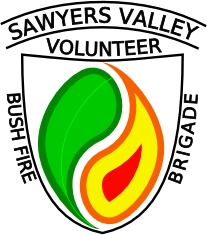 SAWYERS VALLEY
VOLUNTEER
BUSH FIRE
BRIGADE